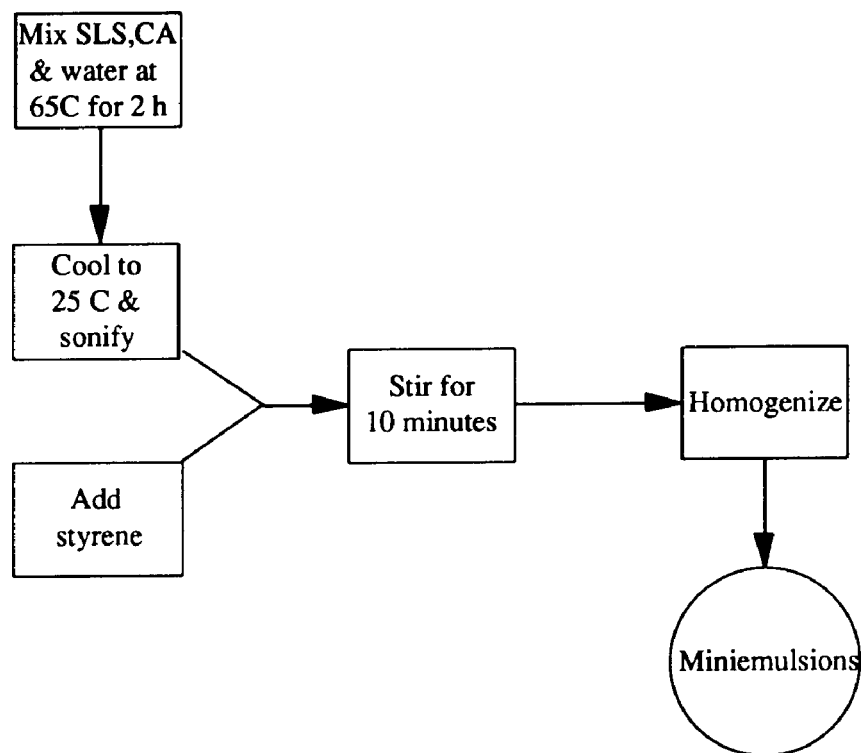 Mix SLS,CA
& water at
65C for 2 h
Cool to
25 C &
sonify
Add
styrene
Stir for
10 minutes
Homogenize
Miniemulsions